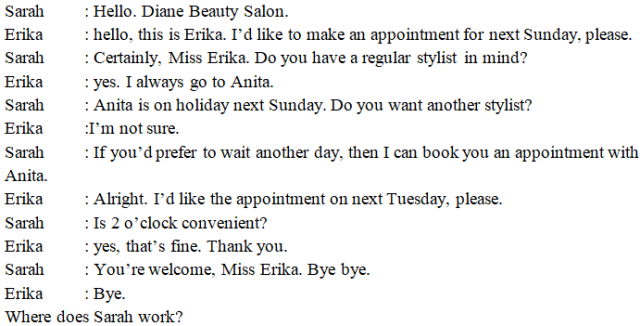 Sarah : Hello. Diane Beauty Salon.
Erika : hello, this is Erika. I'd like to make an appointment for next Sunday, please.
Sarah : Certainly, Miss Erika. Do you have a regular stylist in mind?
Erika : yes. I always go to Anita.
Sarah : Anita is on holiday next Sunday. Do you want another stylist?
Erika :I'm not sure.
Sarah : If you'd prefer to wait another day, then I can book you an appointment with
Anita.
Erika : Alright. I'd like the appointment on next Tuesday, please.
Sarah : Is 2 o'clock convenient?
Erika : yes, that's fine. Thank you.
Sarah : You're welcome, Miss Erika. Bye bye.
Erika : Bye.
Where does Sarah work?